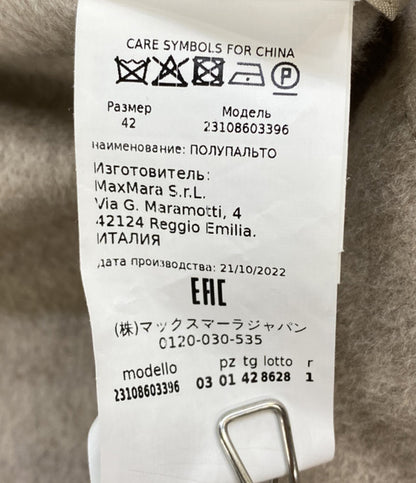 CARE SYMBOLS FOR CHINA
P
Размер Модель
42 23108603396
наименование: ПОЛУПАЛЬТО
Изготовитель:
MaxMara S.r.L.
Via G. Maramotti, 4
42124 Reggio Emilia.
ИТАЛИЯ
дата производства: 21/10/2022
EAC
(株)マックスマーラジャパン
0120-030-535
modello pz tg lotto r
23108603396 03 01 42 8628 1